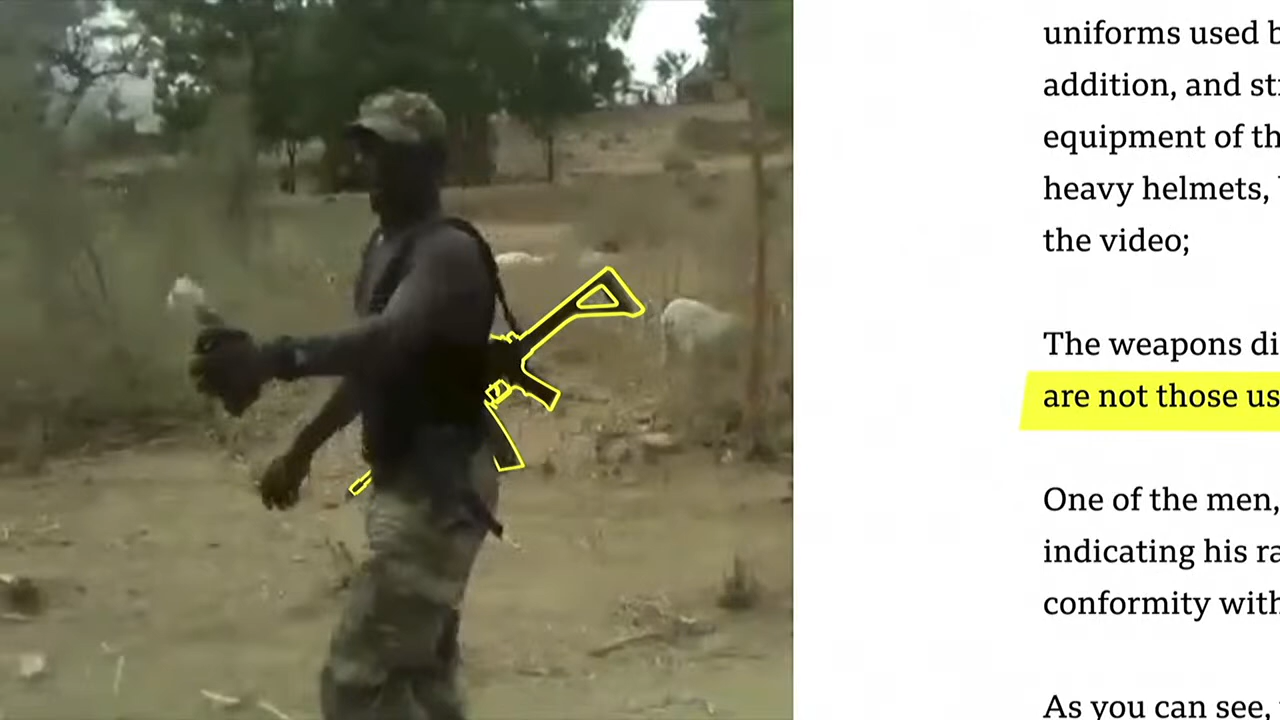 uniforms used b
addition, and st
equipment of th
heavy helmets,
the video;
The weapons di
are not those us
One of the men,
indicating his ra
conformity with
As you can see,